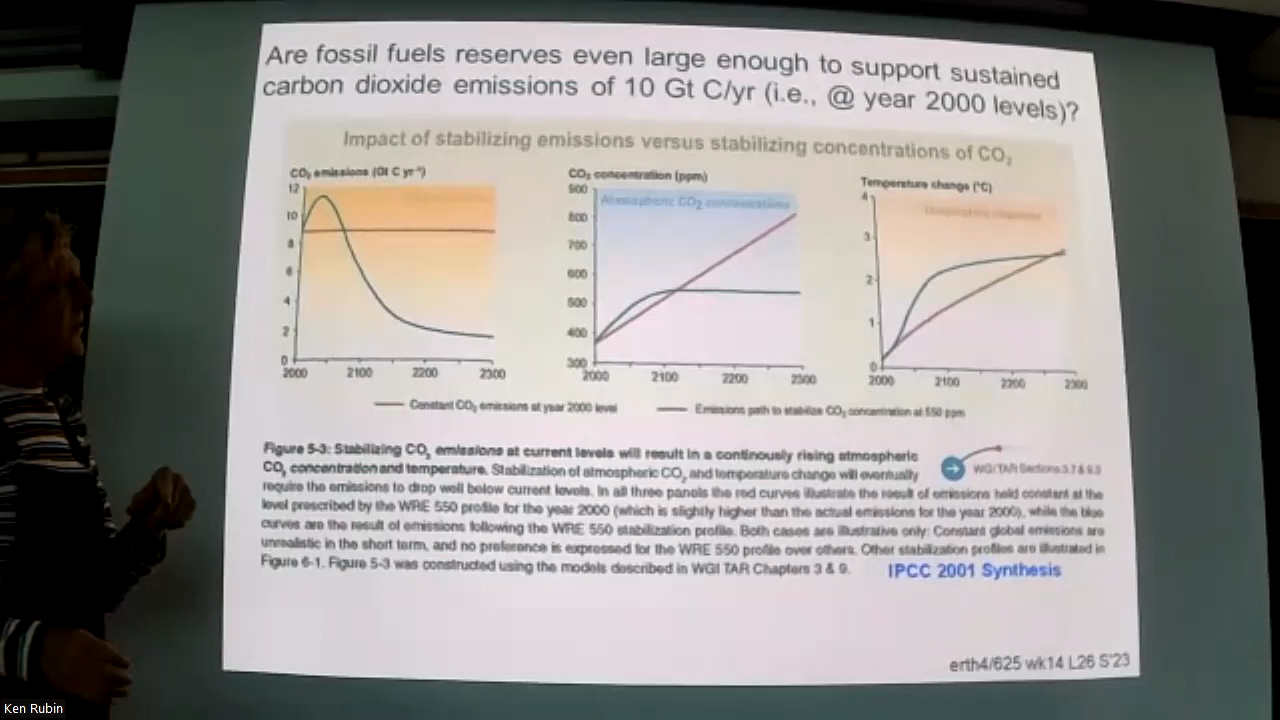 Are fossil fuels reserves even large enough to support sustained
carbon dioxide emissions of 10 Gt C/yr (i.e., @ year 2000 levels)?
Impact of stabilizing emissions versus stabilizing concentrations of CO₂
CO₂ emissions (Gt C yr⁻¹)
12
10
8
6
4
2
0
2000 2100 2200 2300
CO₂ concentration (ppm)
Atmospheric CO₂ concentrations
900
800
700
600
500
400
300
2000 2100 2200 2300
Temperature change (°C)
4
3
2
1
0
2000 2100 2200 2300
Constant CO₂ emissions at year 2000 level
Emissions path to stabilize CO₂ concentration at 550 ppm
Figure 5-3: Stabilizing CO₂ emissions at current levels will result in a continously rising atmospheric
CO₂ concentration and temperature. Stabilization of atmospheric CO₂ and temperature change will eventually
require the emissions to drop well below current levels. In all three panels the red curves illustrate the result of emissions held constant at the
level prescribed by the WRE 550 profile for the year 2000 (which is slightly higher than the actual emissions for the year 2000), while the blue
curves are the result of emissions following the WRE 550 stabilization profile. Both cases are illustrative only: Constant global emissions are
unrealistic in the short term, and no preference is expressed for the WRE 550 profile over others. Other stabilization profiles are illustrated in
Figure 6-1. Figure 5-3 was constructed using the models described in WGI TAR Chapters 3 & 9.
WGI TAR Sections 3.7 & 9.3
IPCC 2001 Synthesis
erth4/625 wk14 L26 S'23
Ken Rubin